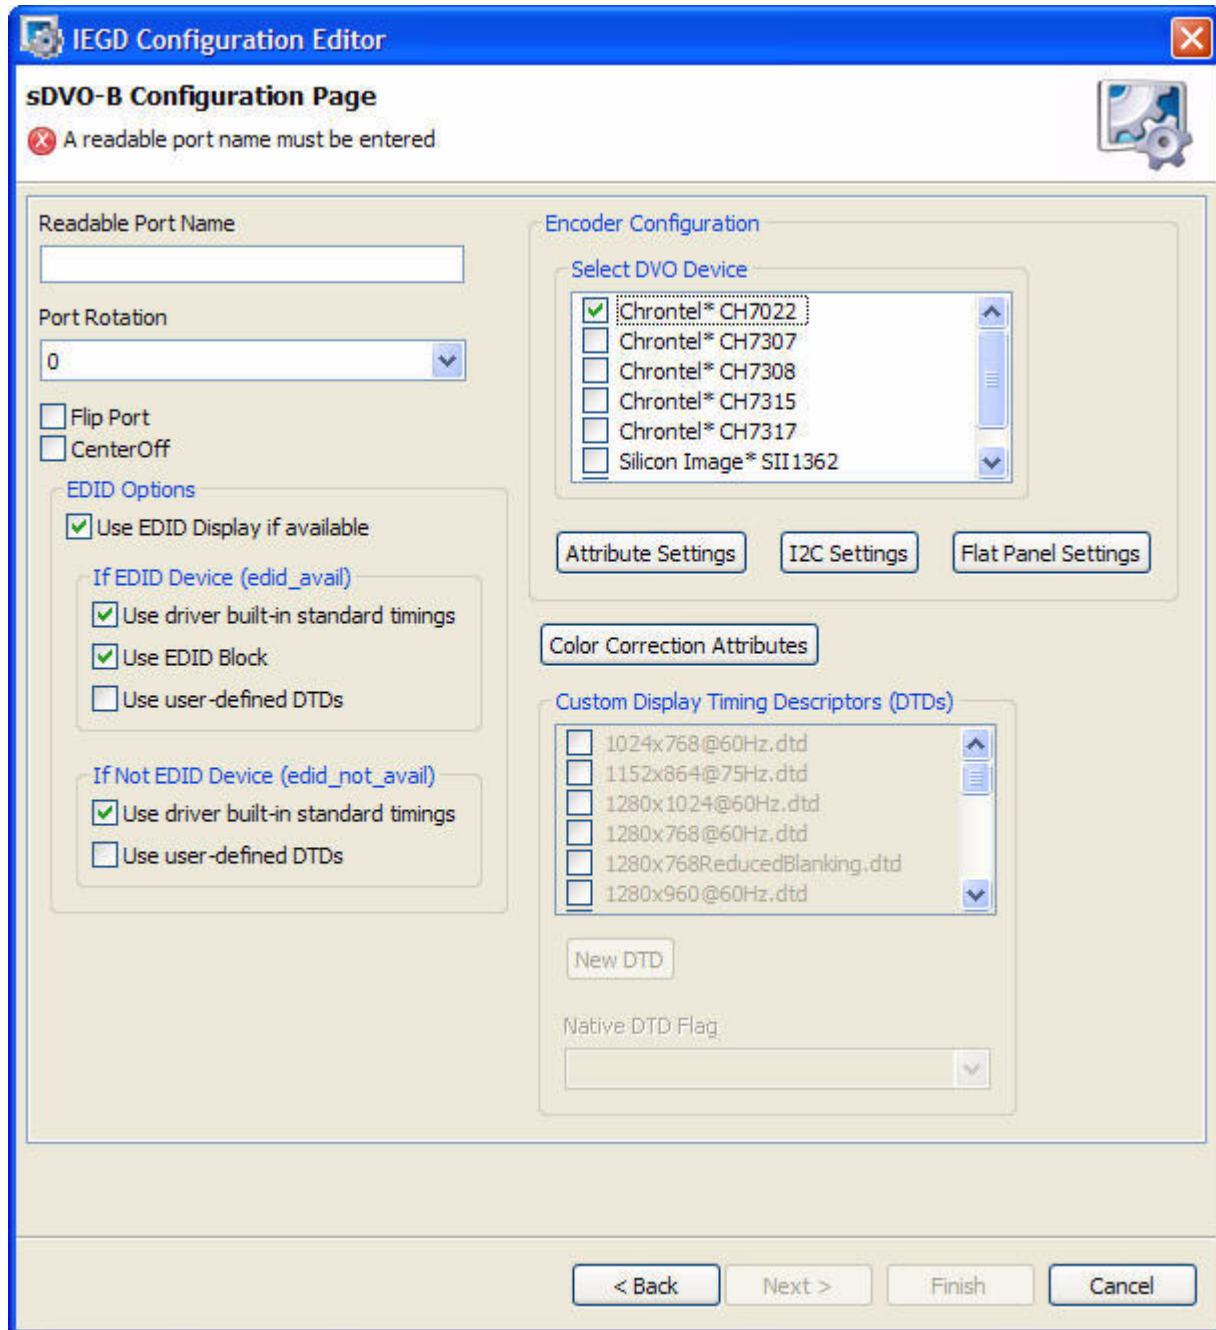 IEGD Configuration Editor
sDVO-B Configuration Page
A readable port name must be entered
Readable Port Name
Port Rotation
0
Flip Port
CenterOff
EDID Options
Use EDID Display if available
If EDID Device (edid_avail)
Use driver built-in standard timings
Use EDID Block
Use user-defined DTDs
If Not EDID Device (edid_not_avail)
Use driver built-in standard timings
Use user-defined DTDs
Encoder Configuration
Select DVO Device
Chrontel* CH7022
Chrontel* CH7307
Chrontel* CH7308
Chrontel* CH7315
Chrontel* CH7317
Silicon Image* SII1362
Attribute Settings
I2C Settings
Flat Panel Settings
Color Correction Attributes
Custom Display Timing Descriptors (DTDs)
1024x768@60Hz.dtd
1152x864@75Hz.dtd
1280x1024@60Hz.dtd
1280x768@60Hz.dtd
1280x768ReducedBlanking.dtd
1280x960@60Hz.dtd
New DTD
Native DTD Flag
< Back
Next >
Finish
Cancel